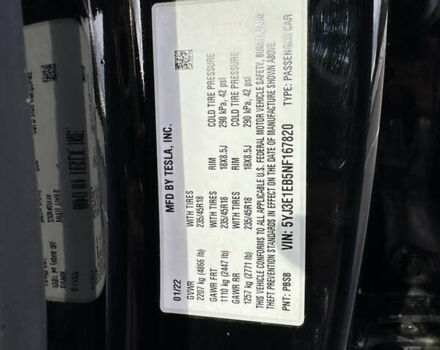 MFD BY TESLA, INC.
01/22
GVWR
2207 kg (4866 lb)
WITH TIRES
235/45R18
RIM
18X8.5J
COLD TIRE PRESSURE
290 kPa, 42 psi
GAWR FRT
1110 kg (2447 lb)
WITH TIRES
235/45R18
RIM
18X8.5J
COLD TIRE PRESSURE
290 kPa, 42 psi
GAWR RR
1257 kg (2771 lb)
THIS VEHICLE CONFORMS TO ALL APPLICABLE U.S. FEDERAL MOTOR VEHICLE SAFETY, BUMPER AND
THEFT PREVENTION STANDARDS IN EFFECT ON THE DATE OF MANUFACTURE SHOWN ABOVE.
VIN: 5YJ3E1EB5NF167820
TYPE: PASSENGER CAR
PNT: PBSB